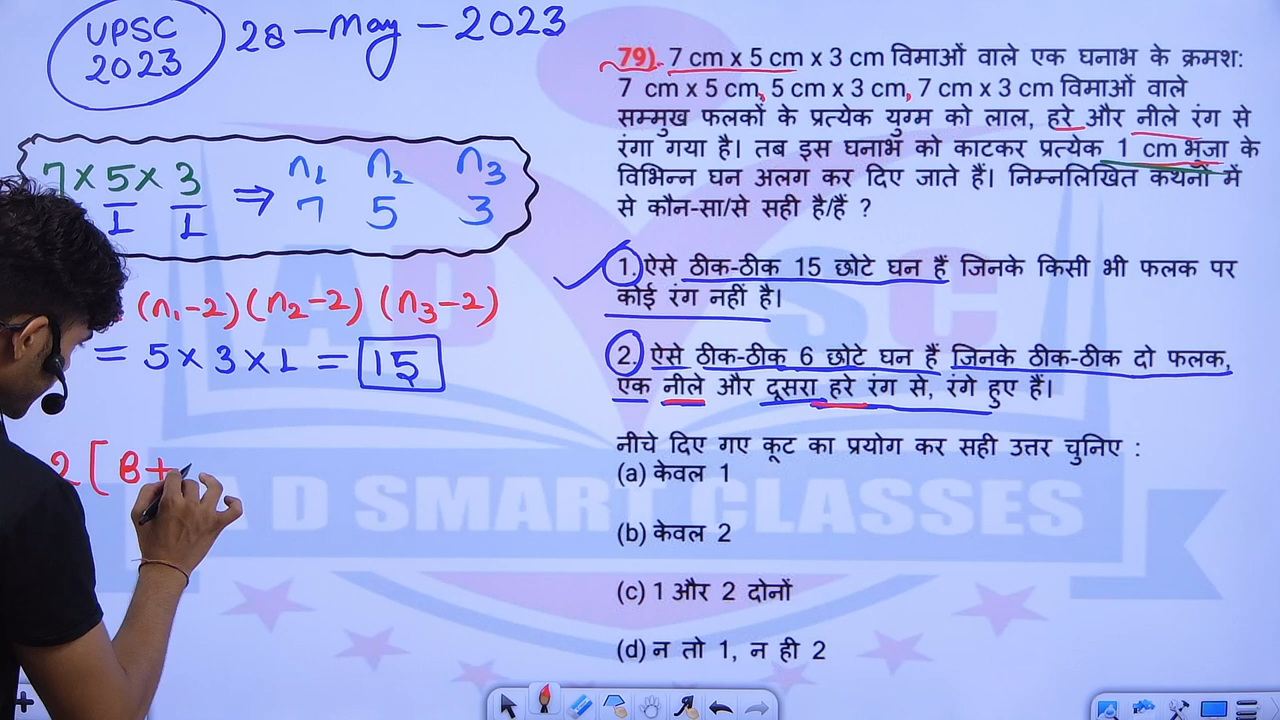 UPSC
2023
28-May-2023
7 × 5 × 3 ⇒ n₁ n₂ n₃
1 1 7 5 3
(n₁-2)(n₂-2)(n₃-2)
= 5×3×1 = 15
2[B+
79). 7 cm x 5 cm x 3 cm विमाओं वाले एक घनाभ के क्रमश:
7 cm x 5 cm, 5 cm x 3 cm, 7 cm x 3 cm विमाओं वाले
सम्मुख फलकों के प्रत्येक युग्म को लाल, हरे और नीले रंग से
रंगा गया है। तब इस घनाभ को काटकर प्रत्येक 1 cm भुजा के
विभिन्न घन अलग कर दिए जाते हैं। निम्नलिखित कथनों में
से कौन-सा/से सही है/हैं ?
1. ऐसे ठीक-ठीक 15 छोटे घन हैं जिनके किसी भी फलक पर
कोई रंग नहीं है।
2. ऐसे ठीक-ठीक 6 छोटे घन हैं जिनके ठीक-ठीक दो फलक,
एक नीले और दूसरा हरे रंग से, रंगे हुए हैं।
नीचे दिए गए कूट का प्रयोग कर सही उत्तर चुनिए :
(a) केवल 1
(b) केवल 2
(c) 1 और 2 दोनों
(d) न तो 1, न ही 2
A D S C
A D SMART CLASSES